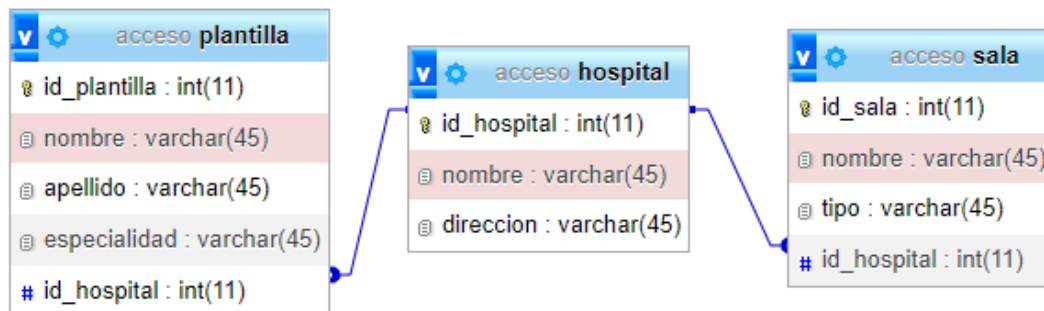 v acceso plantilla
id_plantilla : int(11)
nombre : varchar(45)
apellido : varchar(45)
especialidad : varchar(45)
# id_hospital : int(11)
v acceso hospital
id_hospital : int(11)
nombre : varchar(45)
direccion : varchar(45)
v acceso sala
id_sala : int(11)
nombre : varchar(45)
tipo : varchar(45)
# id_hospital : int(11)